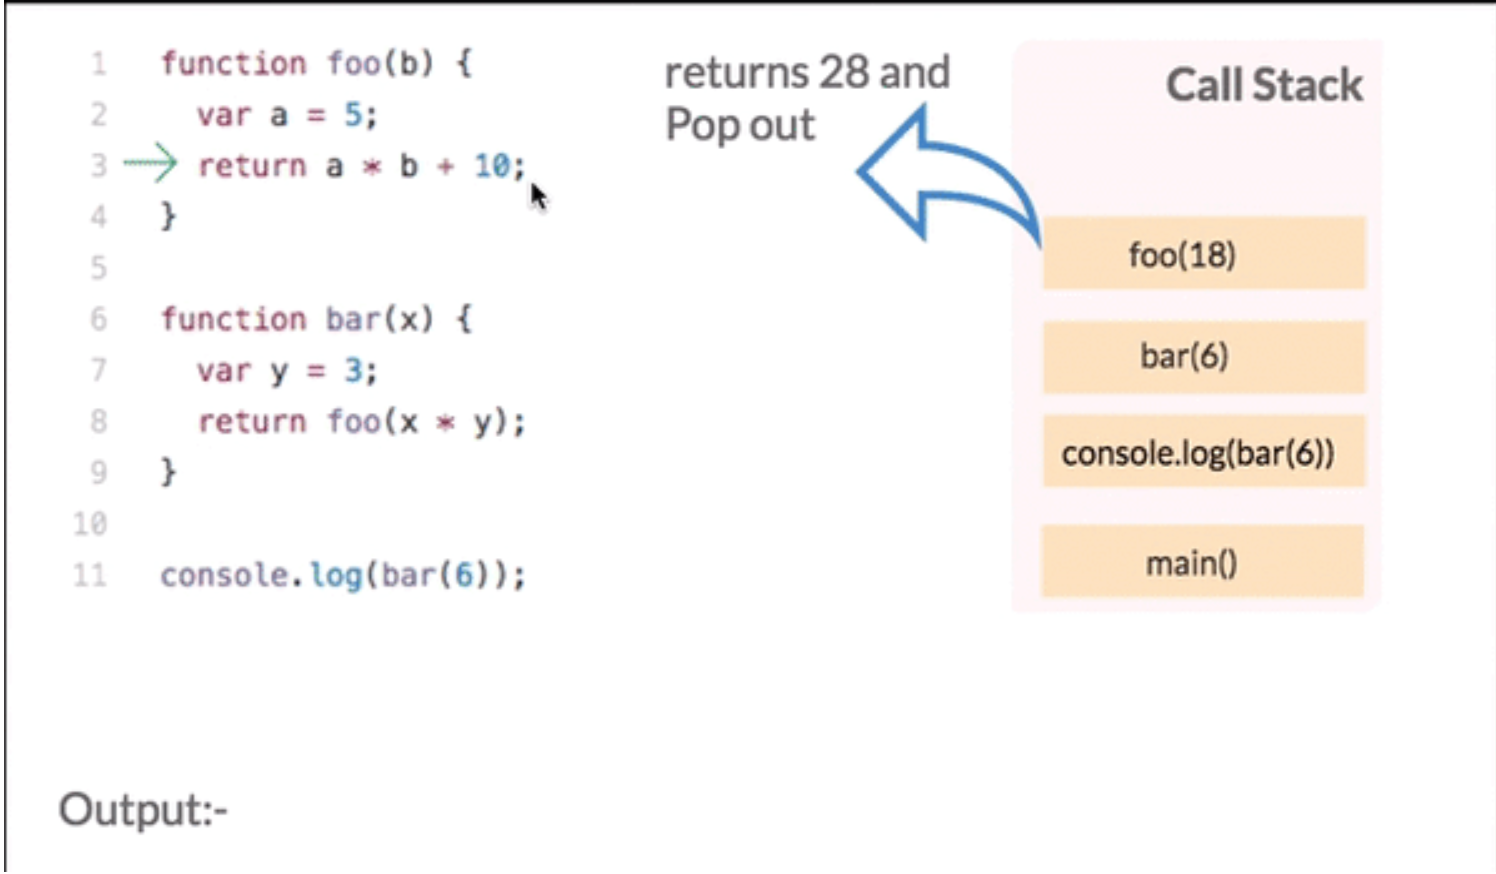 1 function foo(b) {
2 var a = 5;
3 return a * b + 10;
4 }
5
6 function bar(x) {
7 var y = 3;
8 return foo(x * y);
9 }
10
11 console.log(bar(6));
returns 28 and
Pop out
Call Stack
foo(18)
bar(6)
console.log(bar(6))
main()
Output:-